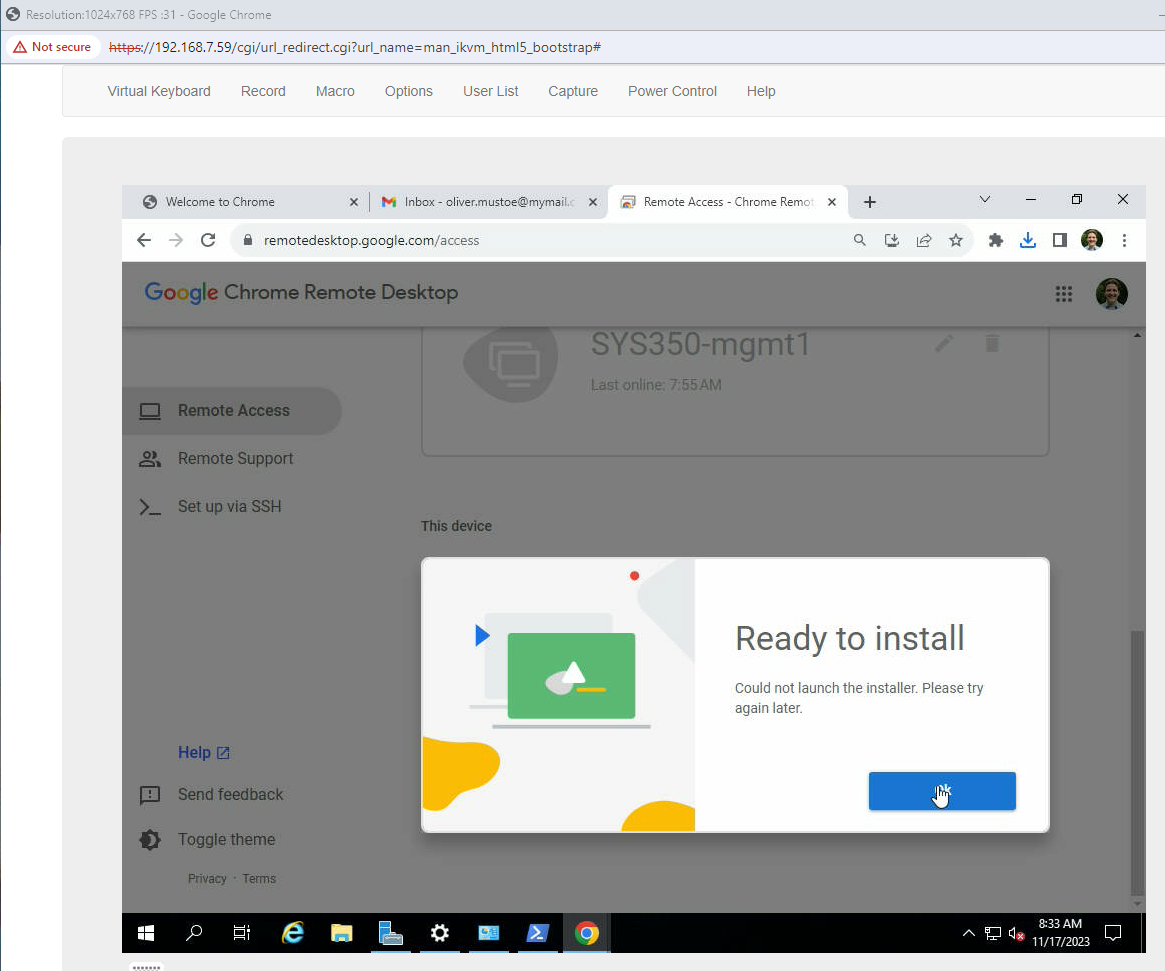 Resolution:1024x768 FPS :31 - Google Chrome
Not secure https://192.168.7.59/cgi/url_redirect.cgi?url_name=man_ikvm_html5_bootstrap#
Virtual Keyboard Record Macro Options User List Capture Power Control Help
Welcome to Chrome Inbox - oliver.mustoe@mymail.c Remote Access - Chrome Remot
remotedesktop.google.com/access
Google Chrome Remote Desktop
SYS350-mgmt1
Last online: 7:55 AM
Remote Access
Remote Support
Set up via SSH
This device
Ready to install
Could not launch the installer. Please try
again later.
Help
Send feedback
Toggle theme
Privacy · Terms
8:33 AM
11/17/2023